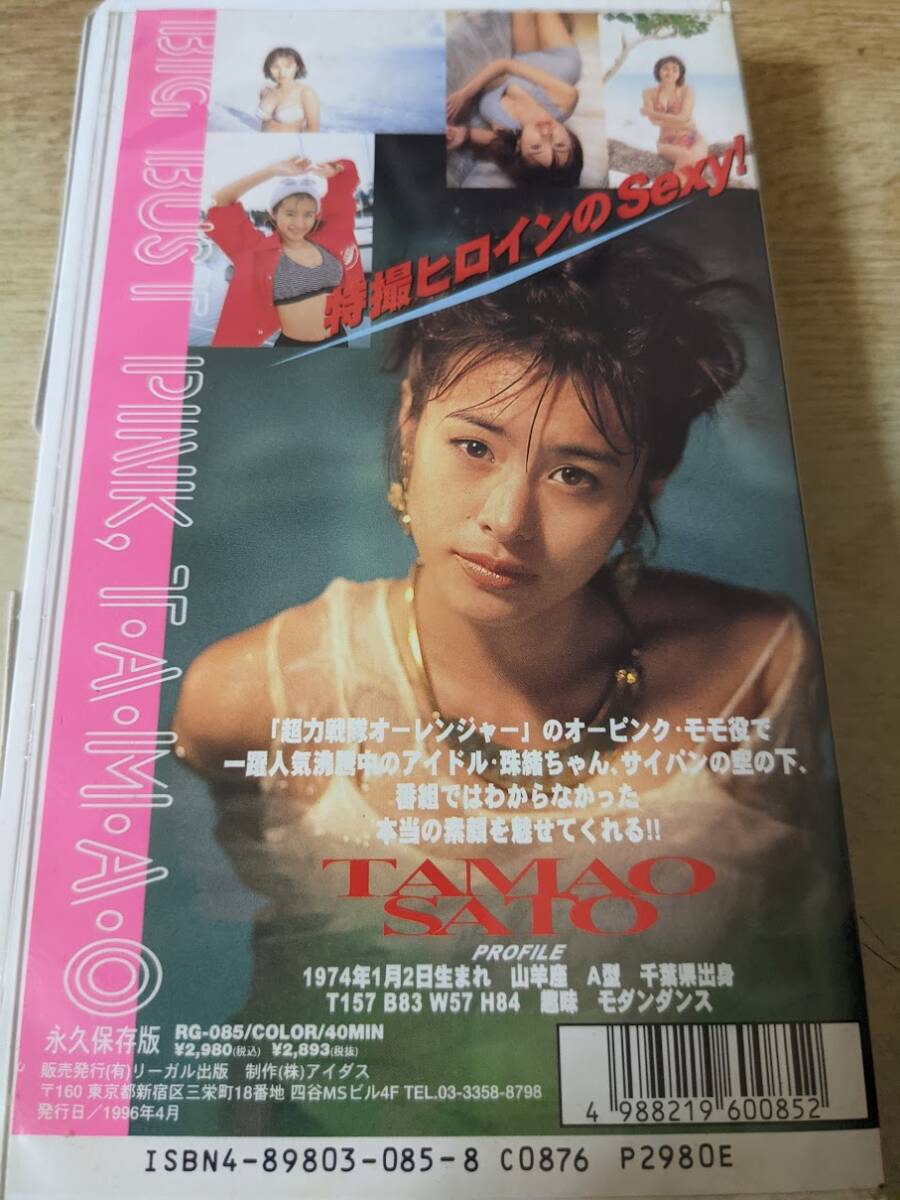 BIG BUST PINK, T・A・M・A・O
特撮ヒロインのSexy!
「超力戦隊オーレンジャー」のオーピンク・モモ役で
一躍人気沸騰中のアイドル・珠緒ちゃん、サイパンの空の下、
番組ではわからなかった
本当の素顔を魅せてくれる!!
TAMAO
SATO
PROFILE
1974年1月2日生まれ 山羊座 A型 千葉県出身
T157 B83 W57 H84 趣味 モダンダンス
永久保存版 RG-085/COLOR/40MIN
¥2,980(税込) ¥2,893(税抜)
販売発行(有)リーガル出版 制作(株)アイダス
〒160 東京都新宿区三栄町18番地 四谷MSビル4F TEL.03-3358-8798
発行日/1996年4月
4 988219 600852
ISBN4-89803-085-8 C0876 P2980E